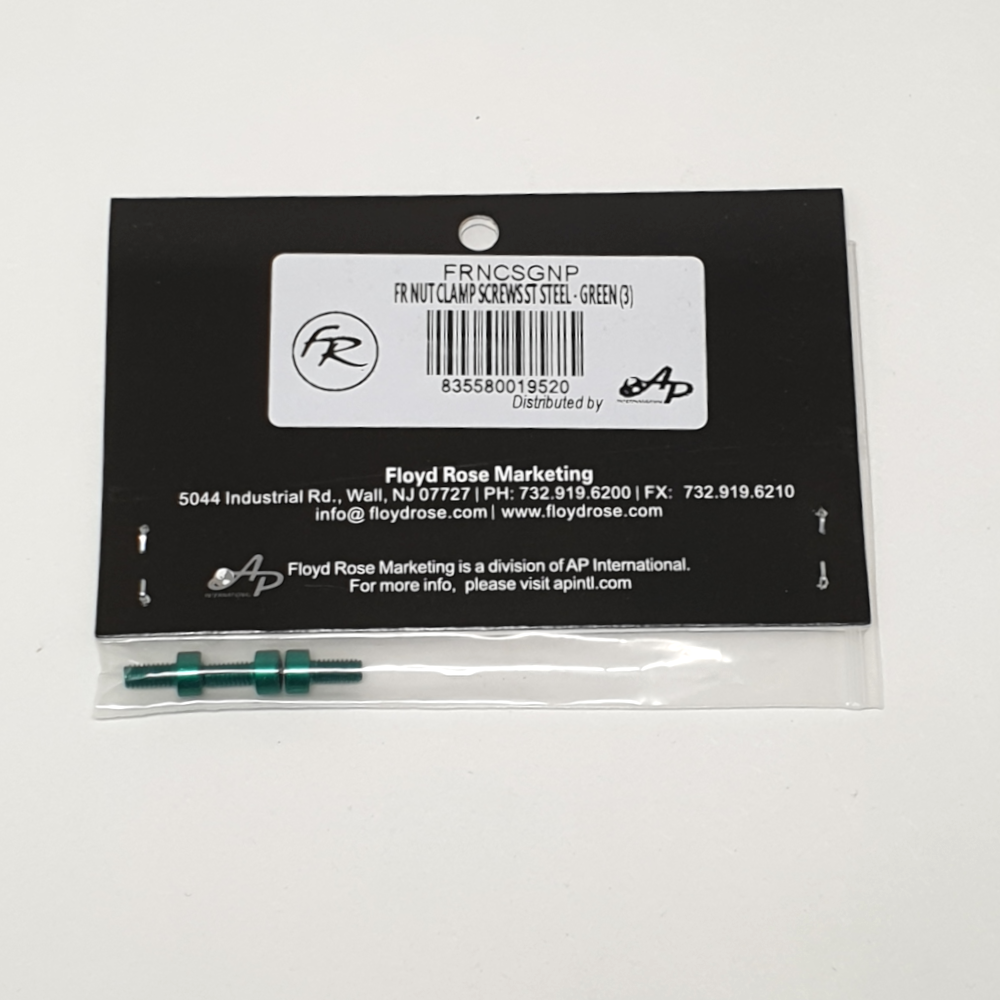 FRNCSGNP
FR NUT CLAMP SCREWS ST STEEL - GREEN (3)
FR
835580019520
Distributed by
AP
INTERNATIONAL
Floyd Rose Marketing
5044 Industrial Rd., Wall, NJ 07727 | PH: 732.919.6200 | FX: 732.919.6210
info@ floydrose.com | www.floydrose.com
AP
INTERNATIONAL
Floyd Rose Marketing is a division of AP International.
For more info, please visit apintl.com